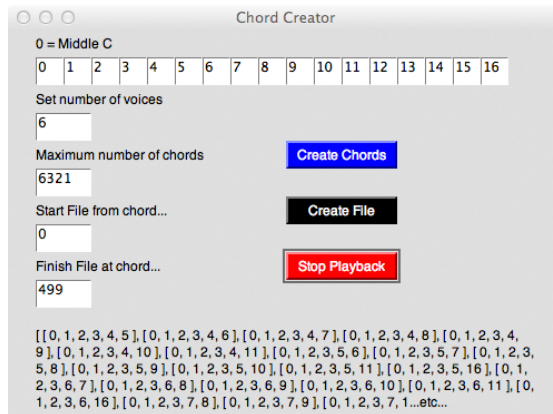 Chord Creator
0 = Middle C
0 1 2 3 4 5 6 7 8 9 10 11 12 13 14 15 16
Set number of voices
6
Maximum number of chords
Create Chords
6321
Start File from chord...
Create File
0
Finish File at chord...
Stop Playback
499
[ [ 0, 1, 2, 3, 4, 5 ], [ 0, 1, 2, 3, 4, 6 ], [ 0, 1, 2, 3, 4, 7 ], [ 0, 1, 2, 3, 4, 8 ], [ 0, 1, 2, 3, 4,
9 ], [ 0, 1, 2, 3, 4, 10 ], [ 0, 1, 2, 3, 4, 11 ], [ 0, 1, 2, 3, 5, 6 ], [ 0, 1, 2, 3, 5, 7 ], [ 0, 1, 2, 3,
5, 8 ], [ 0, 1, 2, 3, 5, 9 ], [ 0, 1, 2, 3, 5, 10 ], [ 0, 1, 2, 3, 5, 11 ], [ 0, 1, 2, 3, 5, 16 ], [ 0, 1,
2, 3, 6, 7 ], [ 0, 1, 2, 3, 6, 8 ], [ 0, 1, 2, 3, 6, 9 ], [ 0, 1, 2, 3, 6, 10 ], [ 0, 1, 2, 3, 6, 11 ], [ 0,
1, 2, 3, 6, 16 ], [ 0, 1, 2, 3, 7, 8 ], [ 0, 1, 2, 3, 7, 9 ], [ 0, 1, 2, 3, 7, 1...etc...